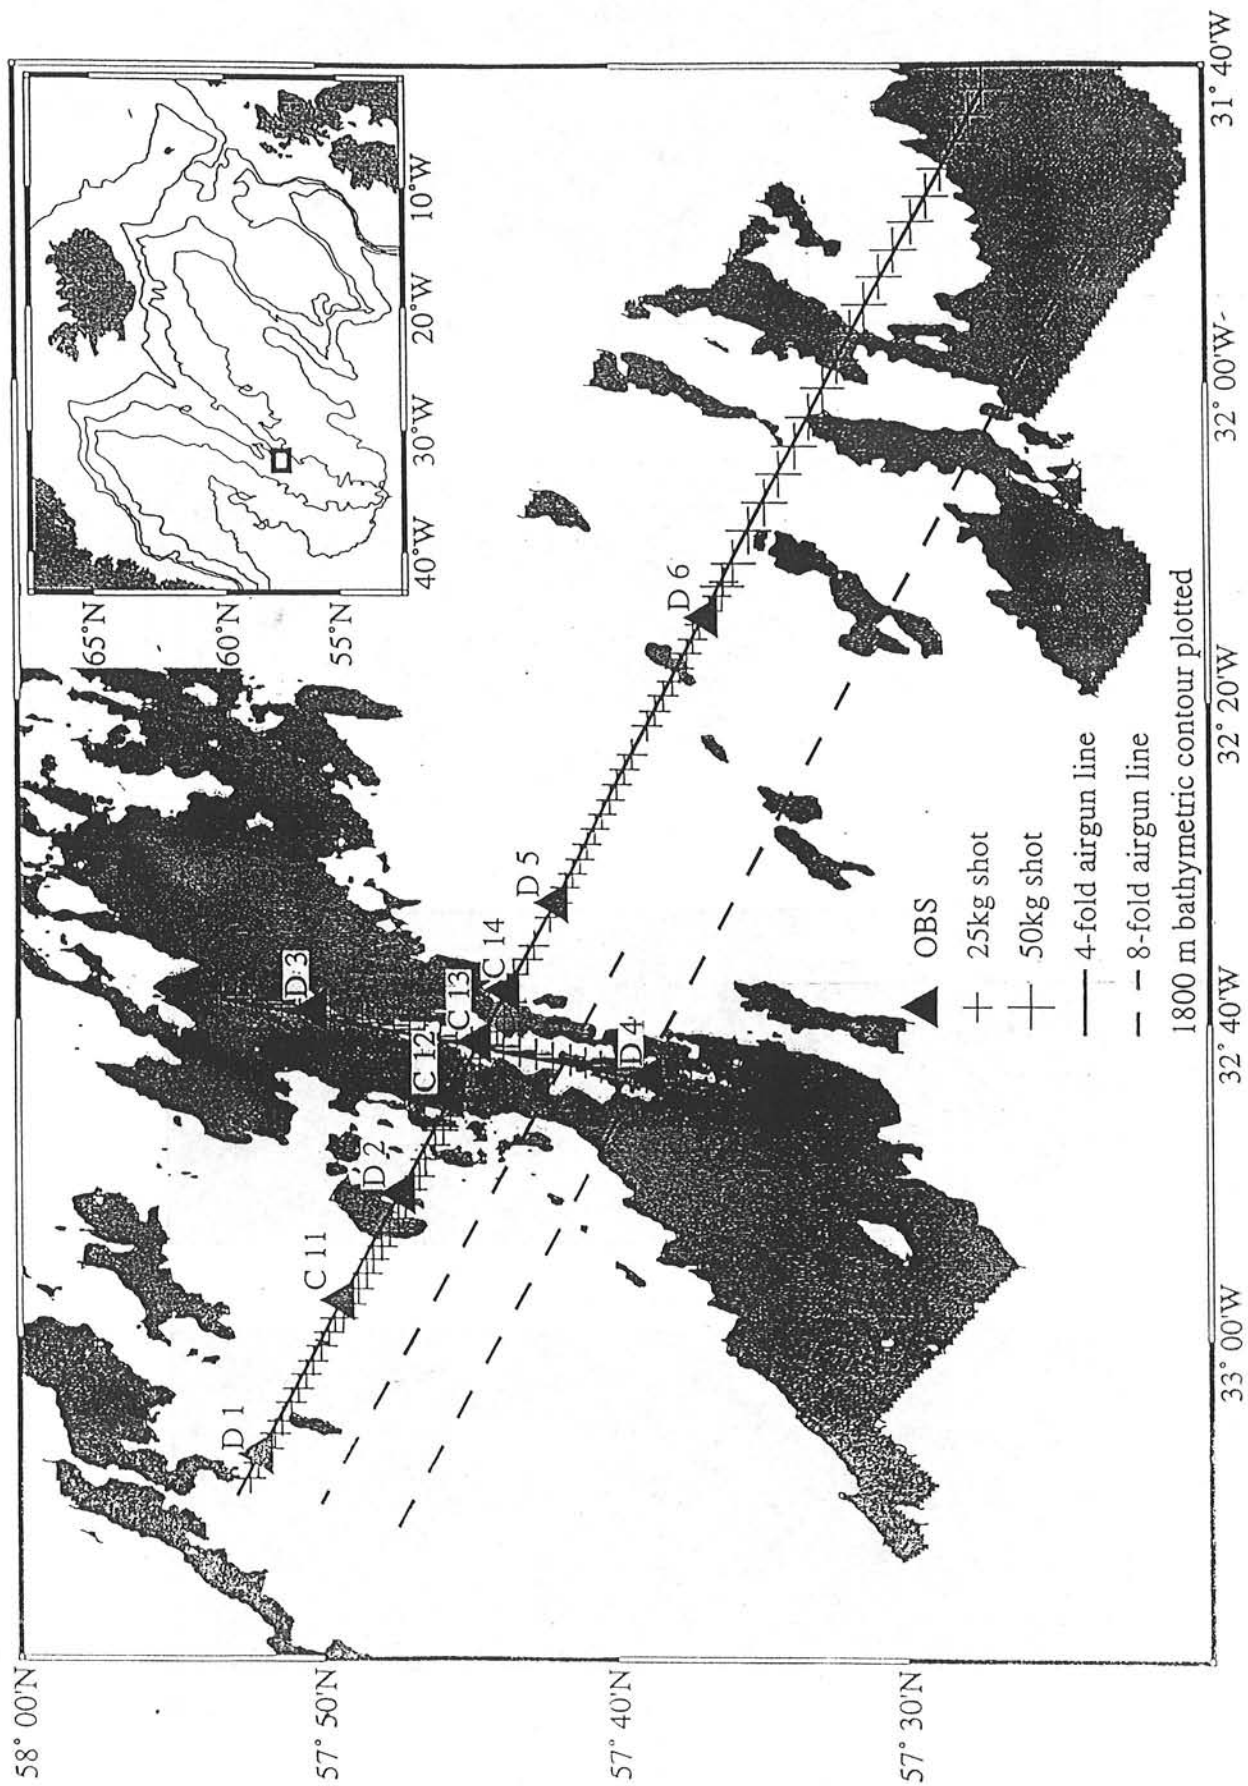 58° 00'N
57° 50'N
57° 40'N
57° 30'N
33° 00'W
32° 40'W
32° 20'W
32° 00'W
31° 40'W
65°N
60°N
55°N
40°W
30°W
20°W
10°W
D 1
C 11
D 2
C 12
C 13
D 3
C 14
D 4
D 5
D 6
OBS
25kg shot
50kg shot
4-fold airgun line
8-fold airgun line
1800 m bathymetric contour plotted